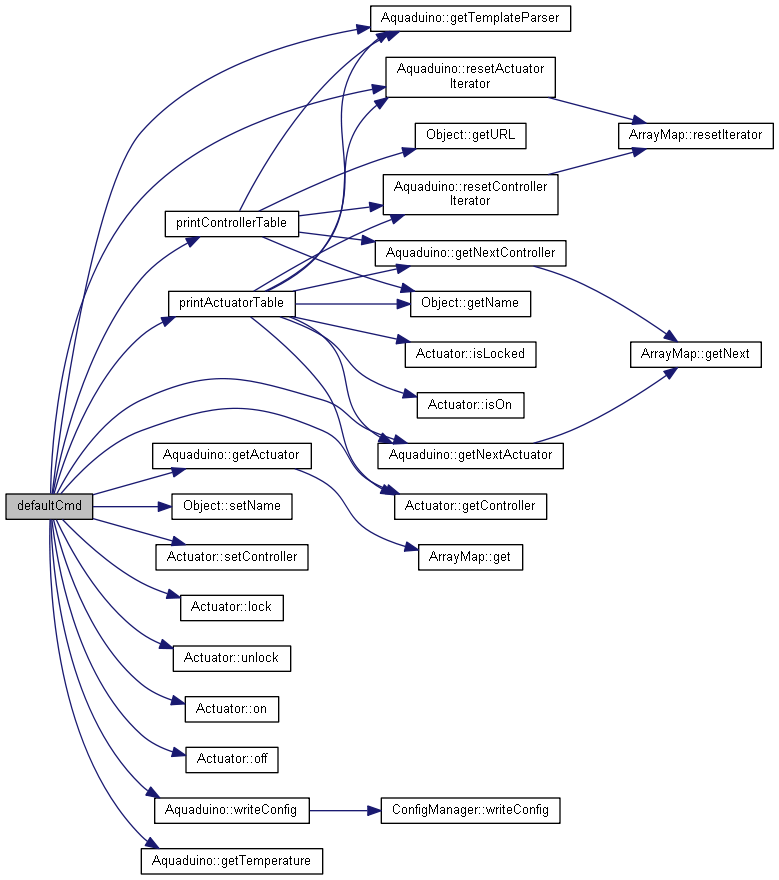 Aquaduino::getTemplateParser
Aquaduino::resetActuator
Iterator
Object::getURL
ArrayMap::resetIterator
Aquaduino::resetController
Iterator
printControllerTable
Aquaduino::getNextController
printActuatorTable
Object::getName
Actuator::isLocked
ArrayMap::getNext
Actuator::isOn
Aquaduino::getActuator
Aquaduino::getNextActuator
defaultCmd
Object::setName
Actuator::getController
Actuator::setController
ArrayMap::get
Actuator::lock
Actuator::unlock
Actuator::on
Actuator::off
Aquaduino::writeConfig
ConfigManager::writeConfig
Aquaduino::getTemperature